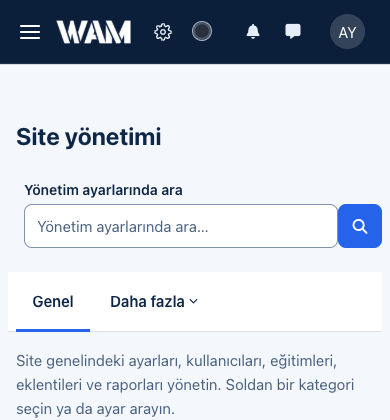 WAM
AY
Site yönetimi
Yönetim ayarlarında ara
Yönetim ayarlarında ara...
Genel
Daha fazla
Site genelindeki ayarları, kullanıcıları, eğitimleri,
eklentileri ve raporları yönetin. Soldan bir kategori
seçin ya da ayar arayın.